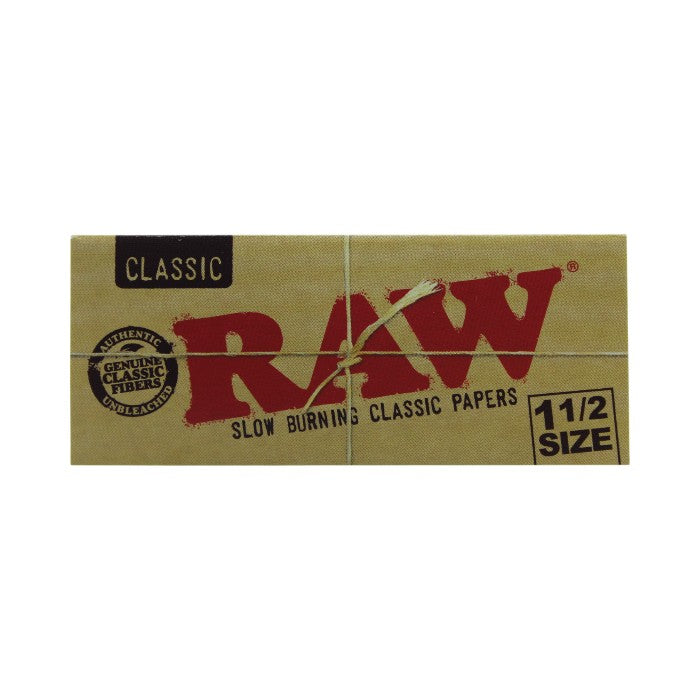 CLASSIC
RAW®
AUTHENTIC
GENUINE
CLASSIC
FIBERS
UNBLEACHED
SLOW BURNING CLASSIC PAPERS
1 1/2
SIZE